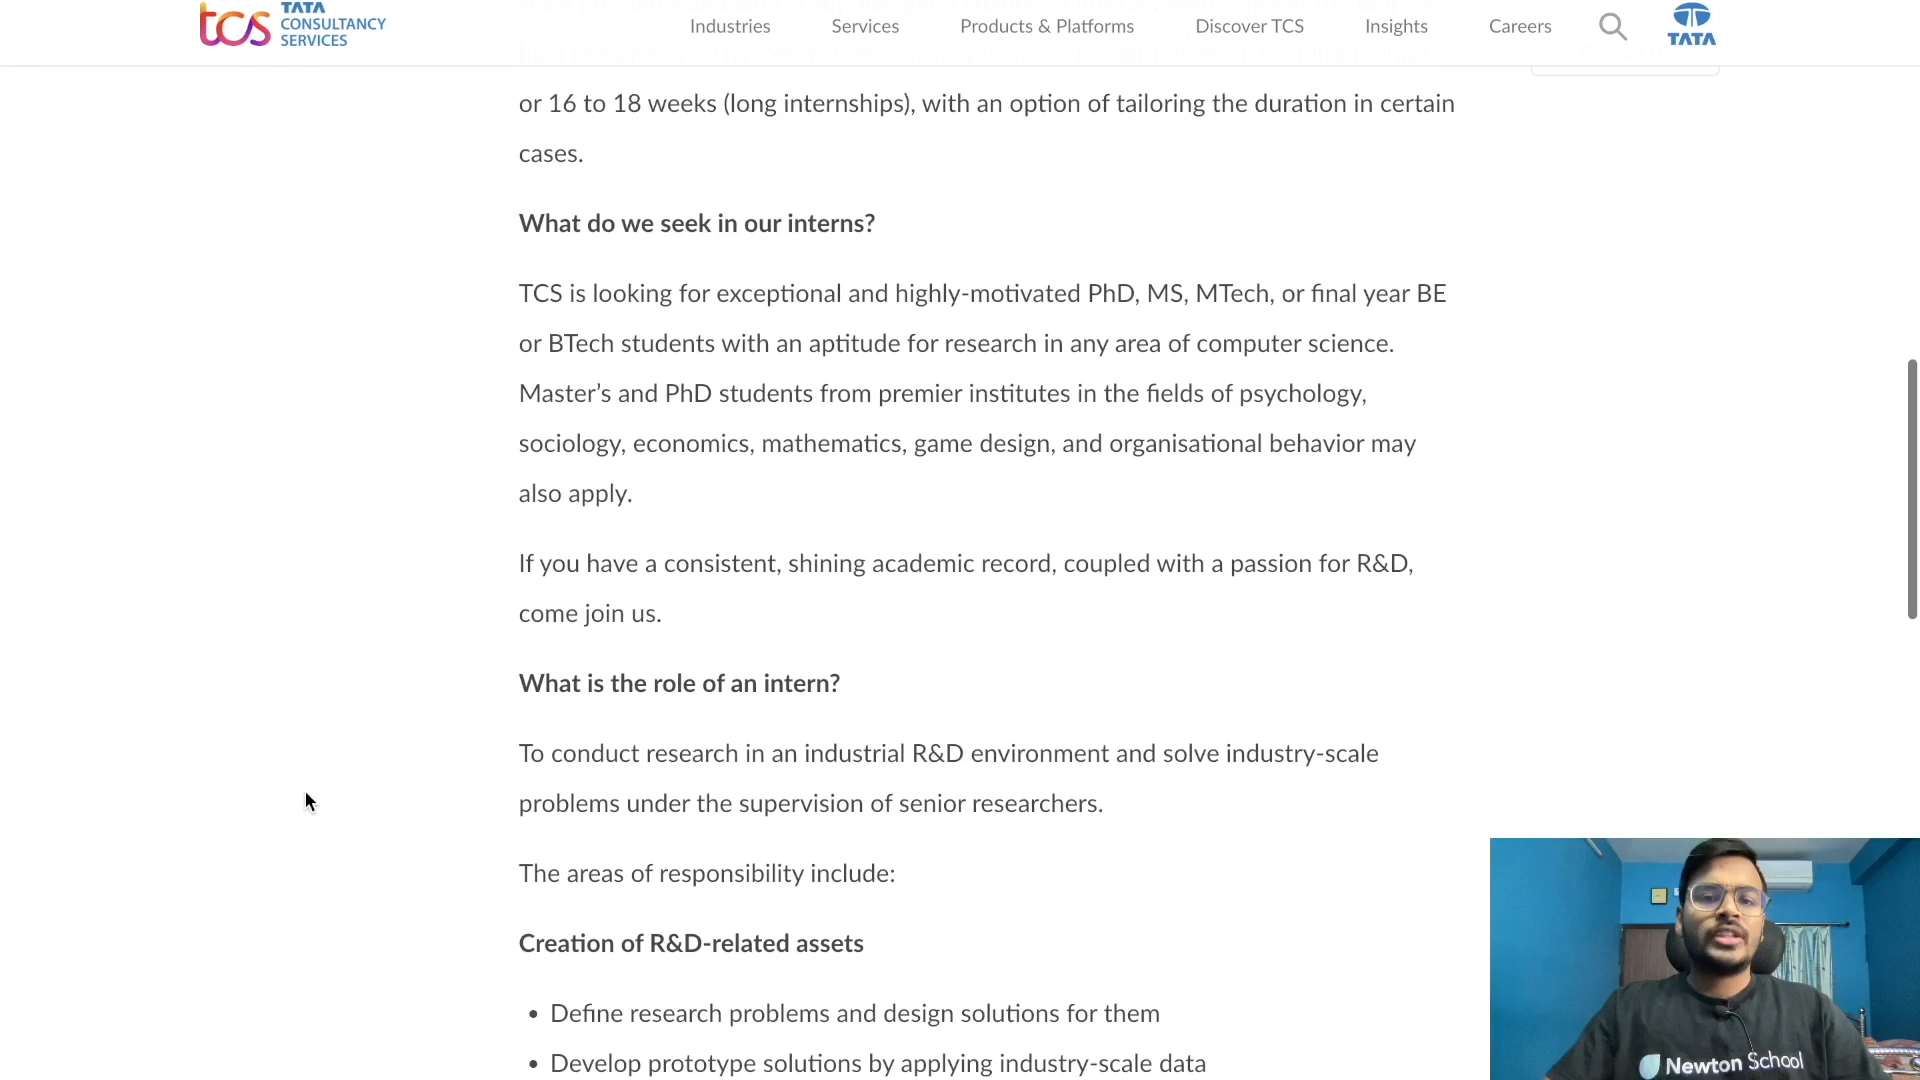 tcs TATA
CONSULTANCY
SERVICES
Industries Services Products & Platforms Discover TCS Insights Careers
TATA
or 16 to 18 weeks (long internships), with an option of tailoring the duration in certain
cases.
What do we seek in our interns?
TCS is looking for exceptional and highly-motivated PhD, MS, MTech, or final year BE
or BTech students with an aptitude for research in any area of computer science.
Master’s and PhD students from premier institutes in the fields of psychology,
sociology, economics, mathematics, game design, and organisational behavior may
also apply.
If you have a consistent, shining academic record, coupled with a passion for R&D,
come join us.
What is the role of an intern?
To conduct research in an industrial R&D environment and solve industry-scale
problems under the supervision of senior researchers.
The areas of responsibility include:
Creation of R&D-related assets
• Define research problems and design solutions for them
• Develop prototype solutions by applying industry-scale data
Newton School